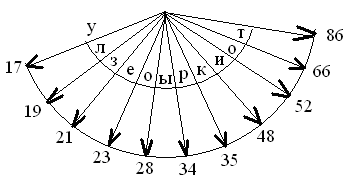 у л з е о ы р к и о т
17 19 21 23 28 34 35 48 52 66 86